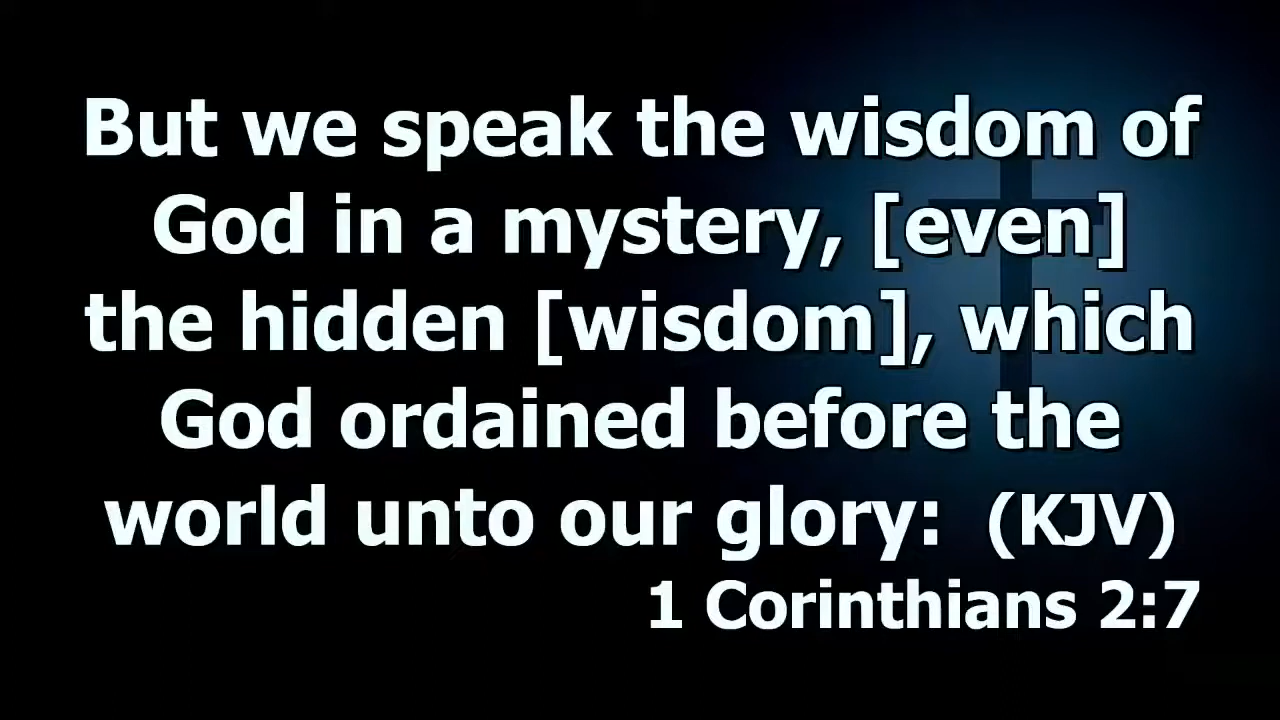 But we speak the wisdom of
God in a mystery, [even]
the hidden [wisdom], which
God ordained before the
world unto our glory: (KJV)
1 Corinthians 2:7